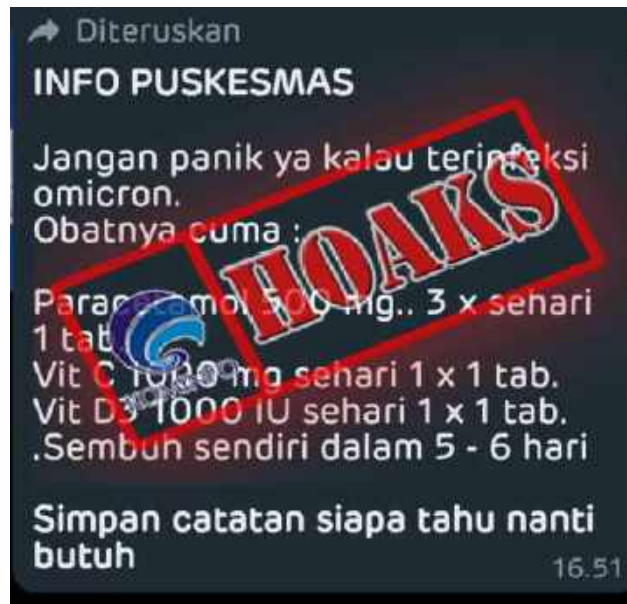 Diteruskan
INFO PUSKESMAS
Jangan panik ya kalau terinfeksi
omicron.
Obatnya cuma :
HOAKS
Paracetamol 500 mg.. 3 x sehari
1 tab
Vit C 1000 mg sehari 1 x 1 tab.
KOMINFO
Vit D3 1000 IU sehari 1 x 1 tab.
.Sembuh sendiri dalam 5 - 6 hari
Simpan catatan siapa tahu nanti
butuh
16.51